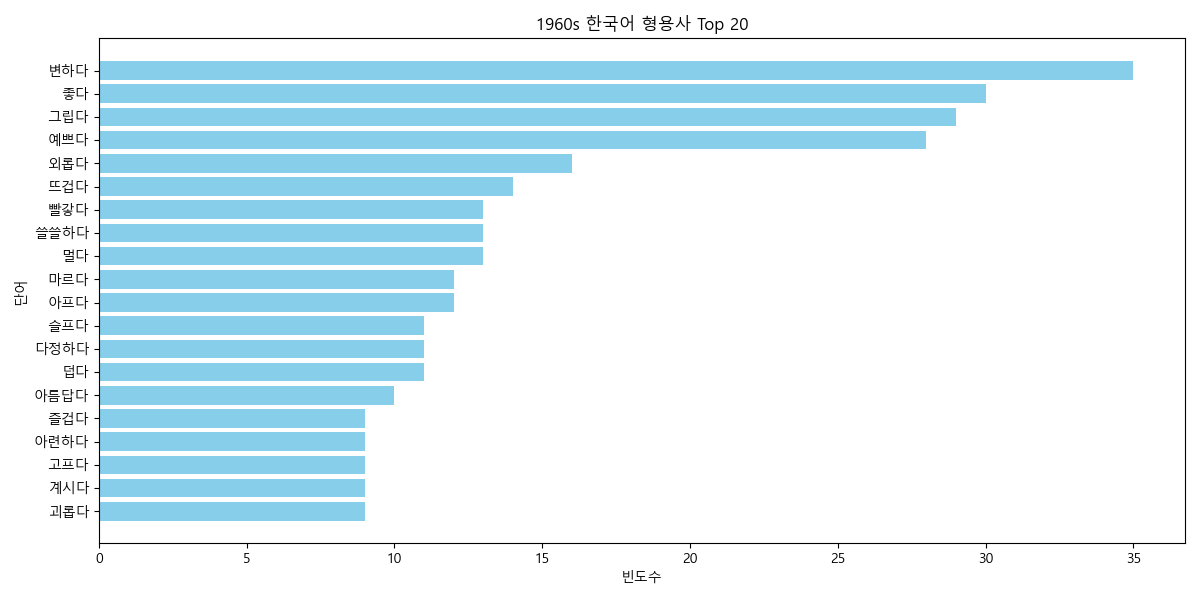 1960s 한국어 형용사 Top 20
변하다
좋다
그립다
예쁘다
외롭다
뜨겁다
빨갛다
쓸쓸하다
멀다
마르다
아프다
슬프다
다정하다
덥다
아름답다
즐겁다
아련하다
고프다
계시다
괴롭다
단어
0 5 10 15 20 25 30 35
빈도수